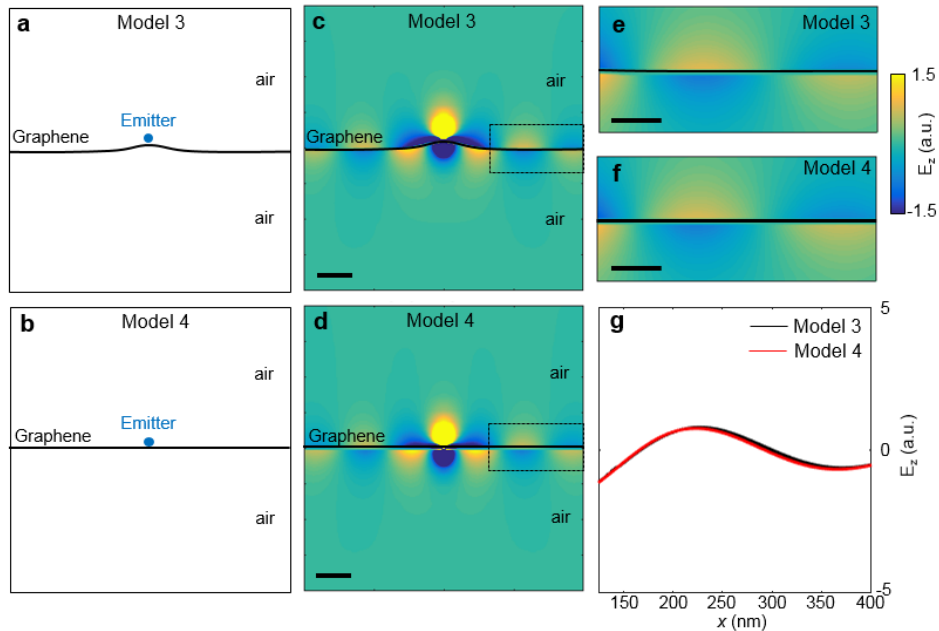 a
Model 3
air
Emitter
Graphene
air
b
Model 4
air
Emitter
Graphene
air
c
Model 3
air
Graphene
air
d
Model 4
air
Graphene
air
e
Model 3
f
Model 4
1.5
E_z (a.u.)
-1.5
g
Model 3
Model 4
5
0
-5
E_z (a.u.)
150 200 250 300 350 400
x (nm)